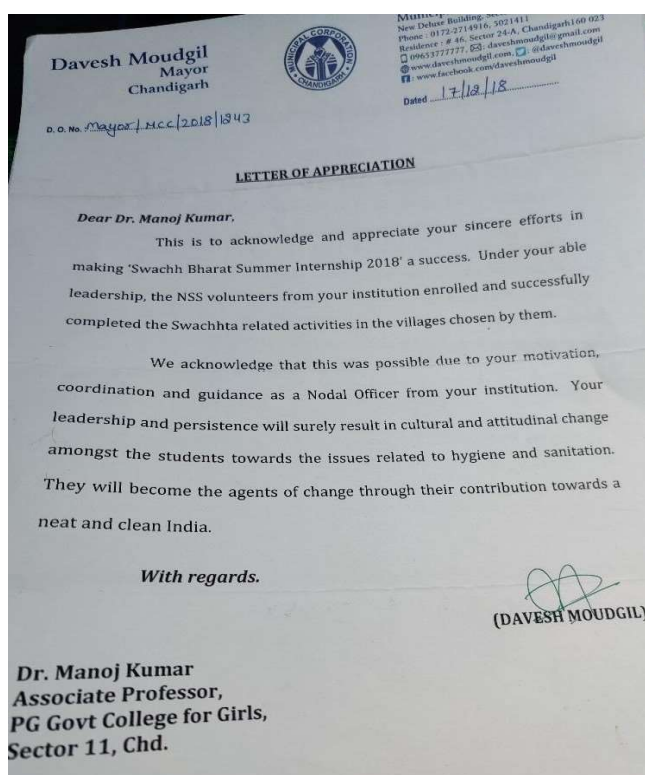 Davesh Moudgil
Mayor
Chandigarh
MUNICIPAL CORPORATION
CHANDIGARH
New Deluxe Building,
Phone : 0172-2714916, 5021411
Residence : # 46, Sector 24-A, Chandigarh160 023
09653777777, : daveshmoudgil@gmail.com
www.daveshmoudgil.com, : @daveshmoudgil
: www.facebook.com/daveshmoudgil
Dated 17/12/18
D. O. No. Mayor/MCC/2018/1243
LETTER OF APPRECIATION
Dear Dr. Manoj Kumar,
This is to acknowledge and appreciate your sincere efforts in
making 'Swachh Bharat Summer Internship 2018' a success. Under your able
leadership, the NSS volunteers from your institution enrolled and successfully
completed the Swachhta related activities in the villages chosen by them.
We acknowledge that this was possible due to your motivation,
coordination and guidance as a Nodal Officer from your institution. Your
leadership and persistence will surely result in cultural and attitudinal change
amongst the students towards the issues related to hygiene and sanitation.
They will become the agents of change through their contribution towards a
neat and clean India.
With regards.
(DAVESH MOUDGIL)
Dr. Manoj Kumar
Associate Professor,
PG Govt College for Girls,
Sector 11, Chd.